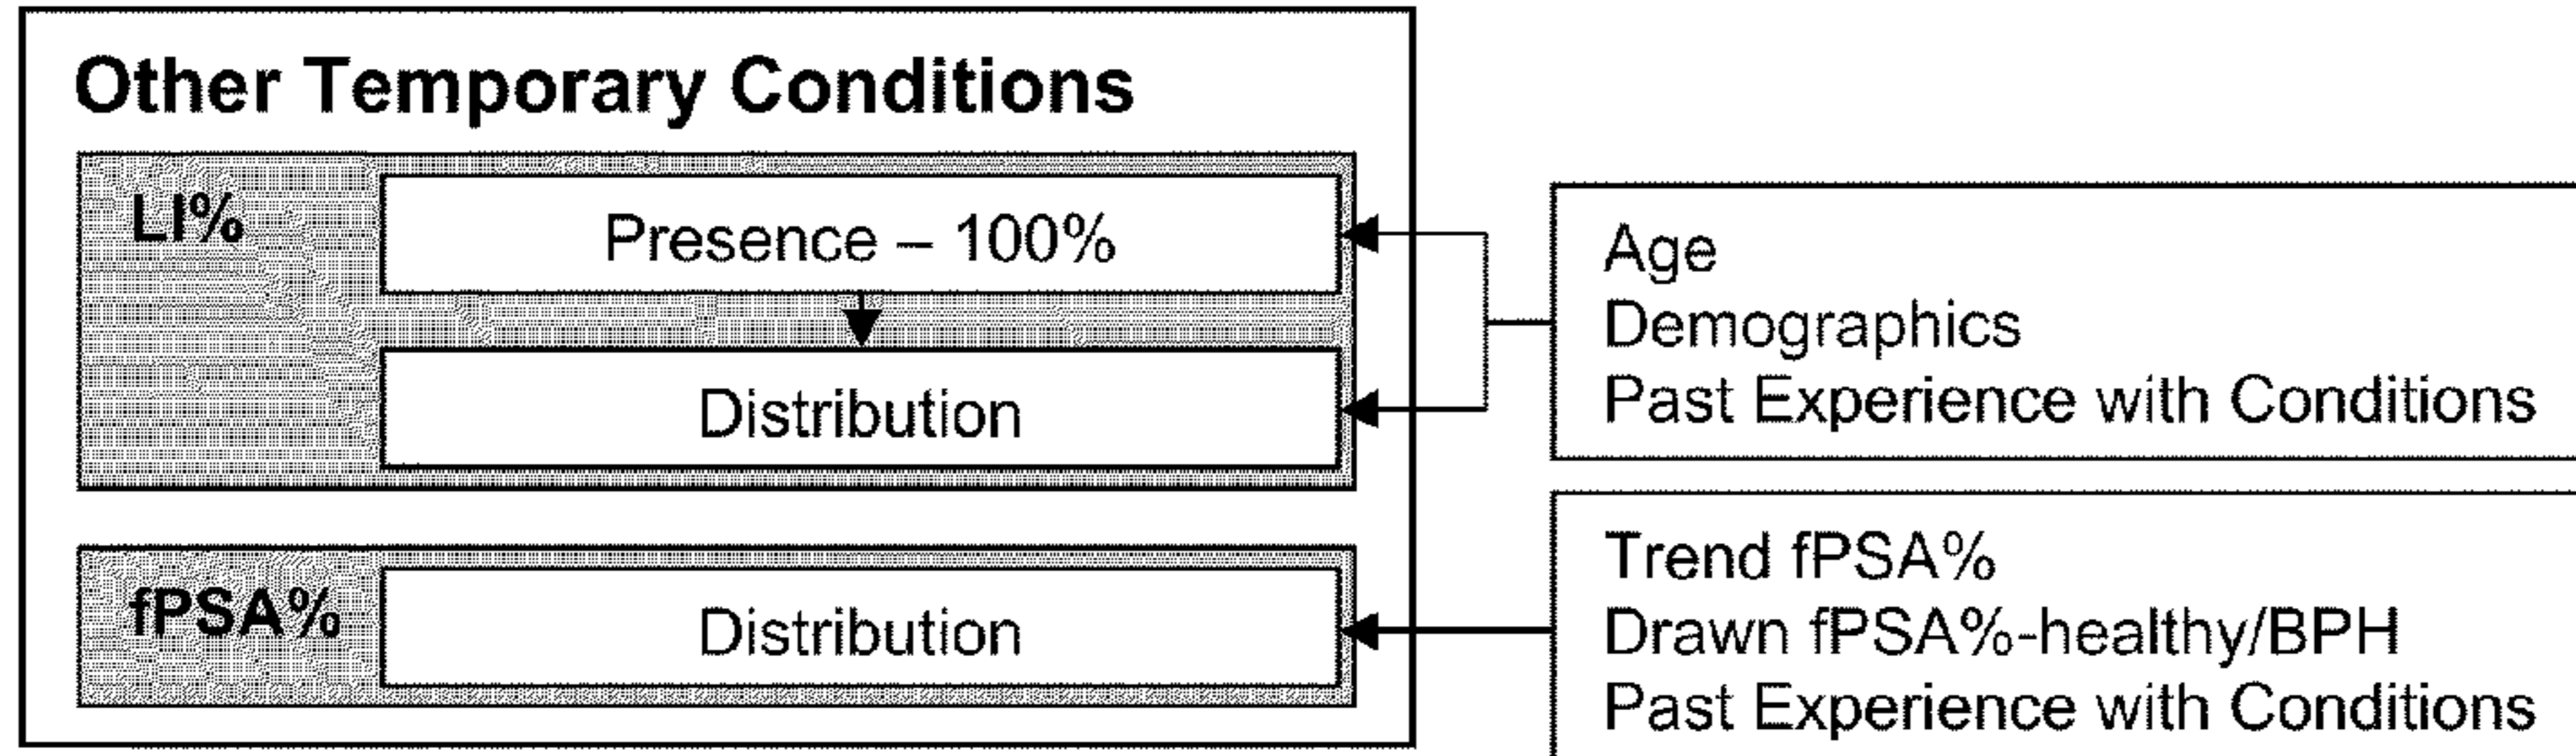 Other Temporary Conditions
LI%
Presence – 100%
Distribution
Age
Demographics
Past Experience with Conditions
fPSA%
Distribution
Trend fPSA%
Drawn fPSA%-healthy/BPH
Past Experience with Conditions